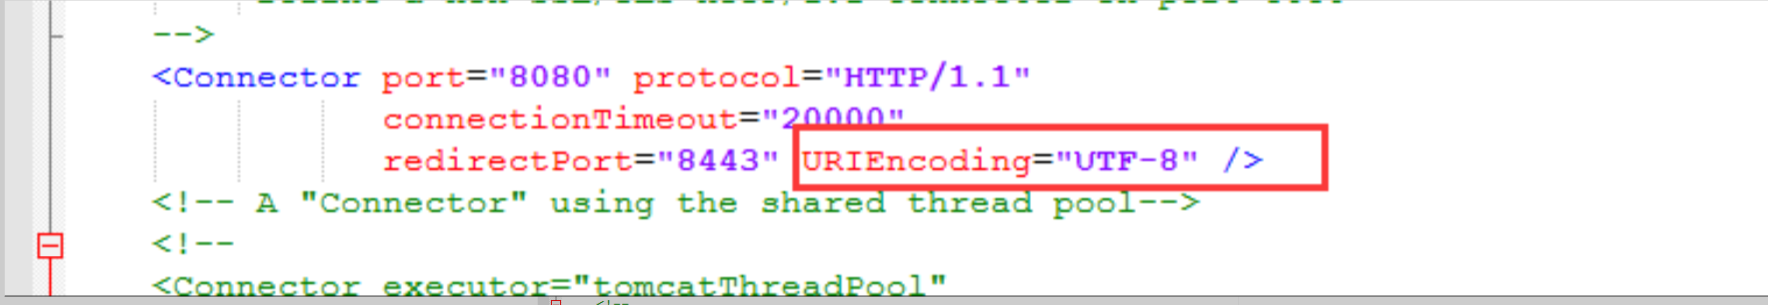 -->
<Connector port="8080" protocol="HTTP/1.1"
connectionTimeout="20000"
redirectPort="8443" URIEncoding="UTF-8" />
<!-- A "Connector" using the shared thread pool-->
<!--
<Connector executor="tomcatThreadPool"